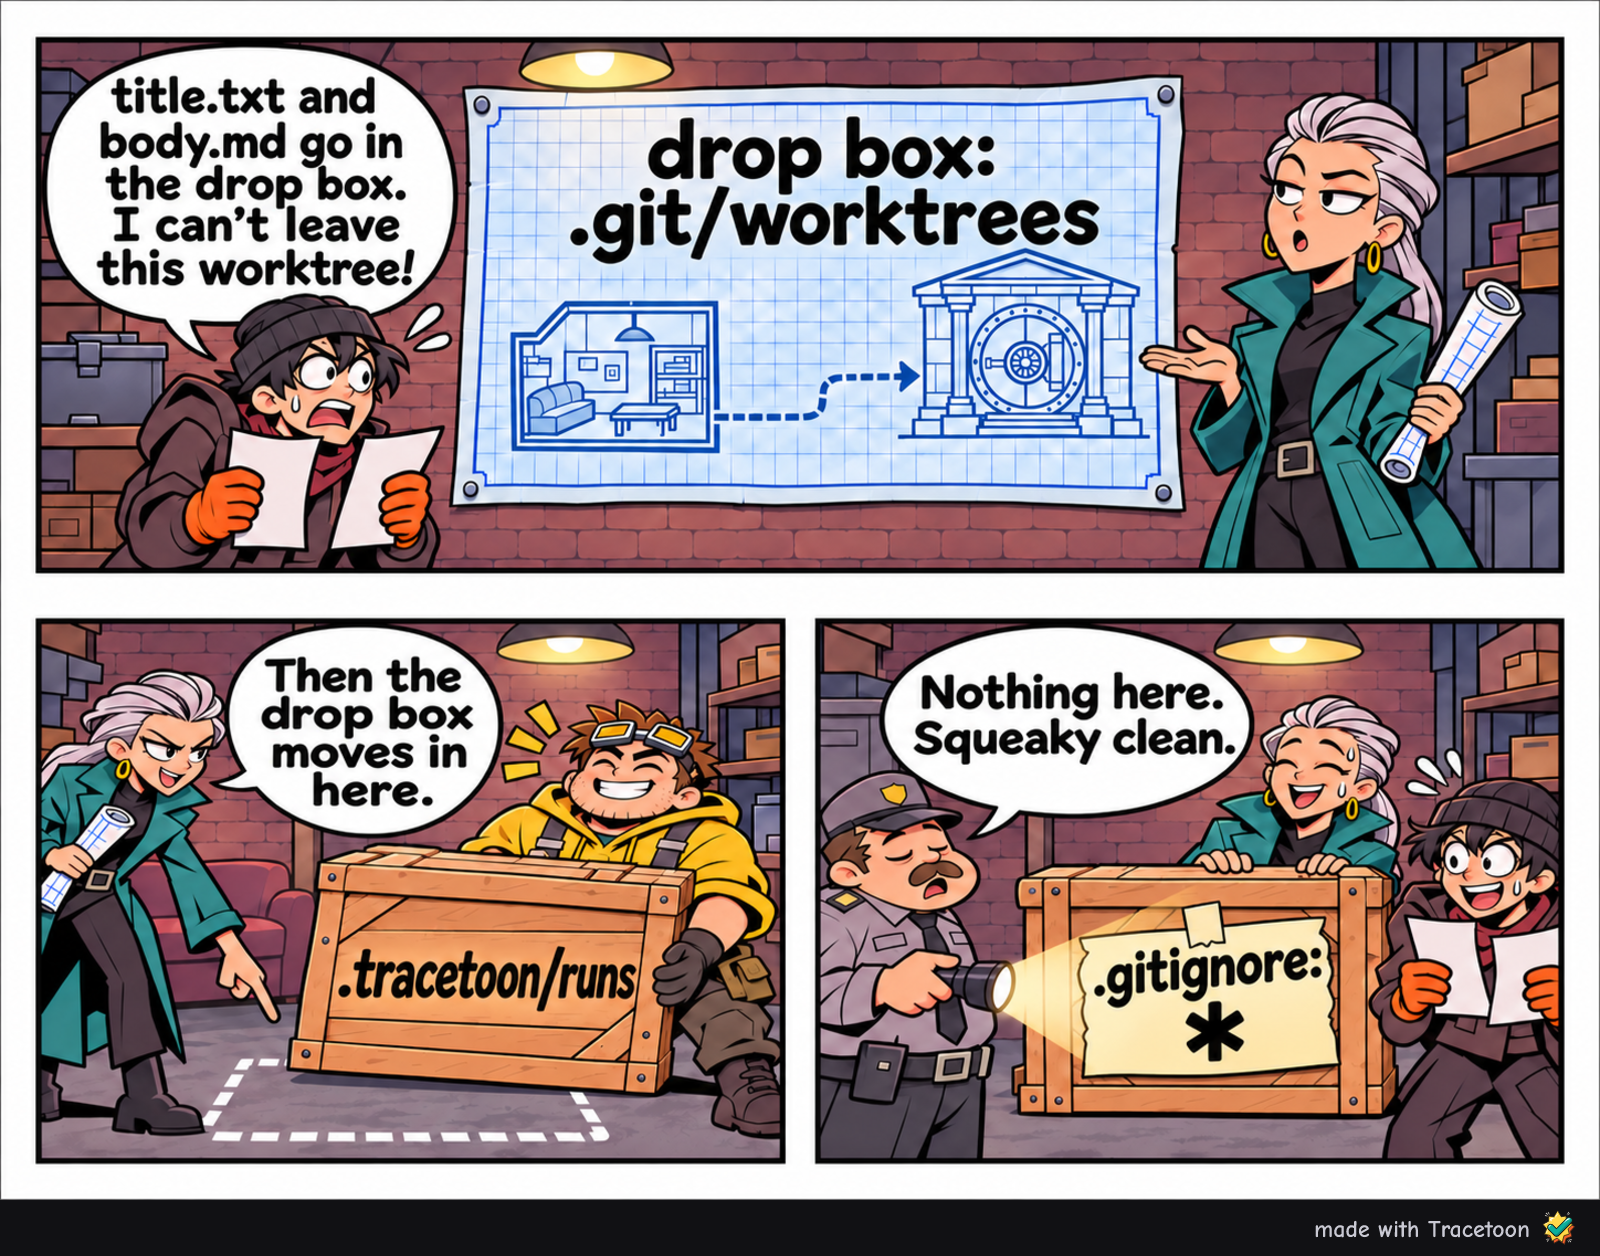 title.txt and
body.md go in
the drop box.
I can't leave
this worktree!
drop box:
.git/worktrees
Then the
drop box
moves in
here.
.tracetoon/runs
Nothing here.
Squeaky clean.
.gitignore:
*
made with Tracetoon